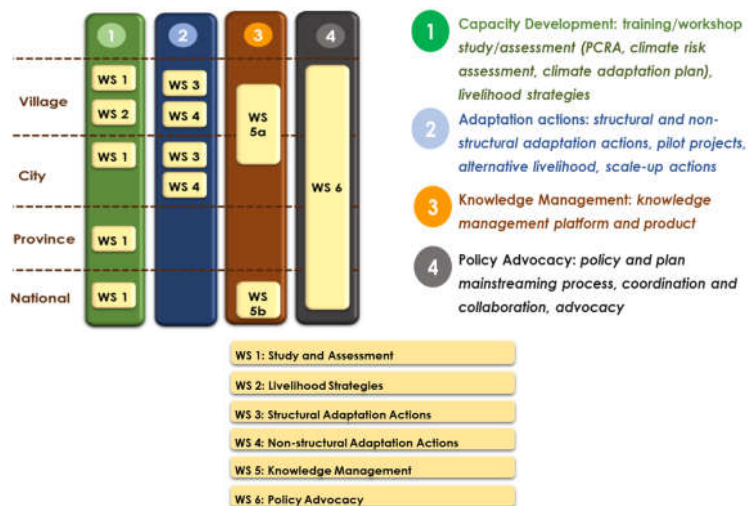 1
2
3
4
Village
City
Province
National
WS 1
WS 2
WS 1
WS 1
WS 1
WS 3
WS 4
WS 3
WS 4
WS
5a
WS
5b
WS 6
1
Capacity Development: training/workshop
study/assessment (PCRA, climate risk
assessment, climate adaptation plan),
livelihood strategies
2
Adaptation actions: structural and non-
structural adaptation actions, pilot projects,
alternative livelihood, scale-up actions
3
Knowledge Management: knowledge
management platform and product
4
Policy Advocacy: policy and plan
mainstreaming process, coordination and
collaboration, advocacy
WS 1: Study and Assessment
WS 2: Livelihood Strategies
WS 3: Structural Adaptation Actions
WS 4: Non-structural Adaptation Actions
WS 5: Knowledge Management
WS 6: Policy Advocacy